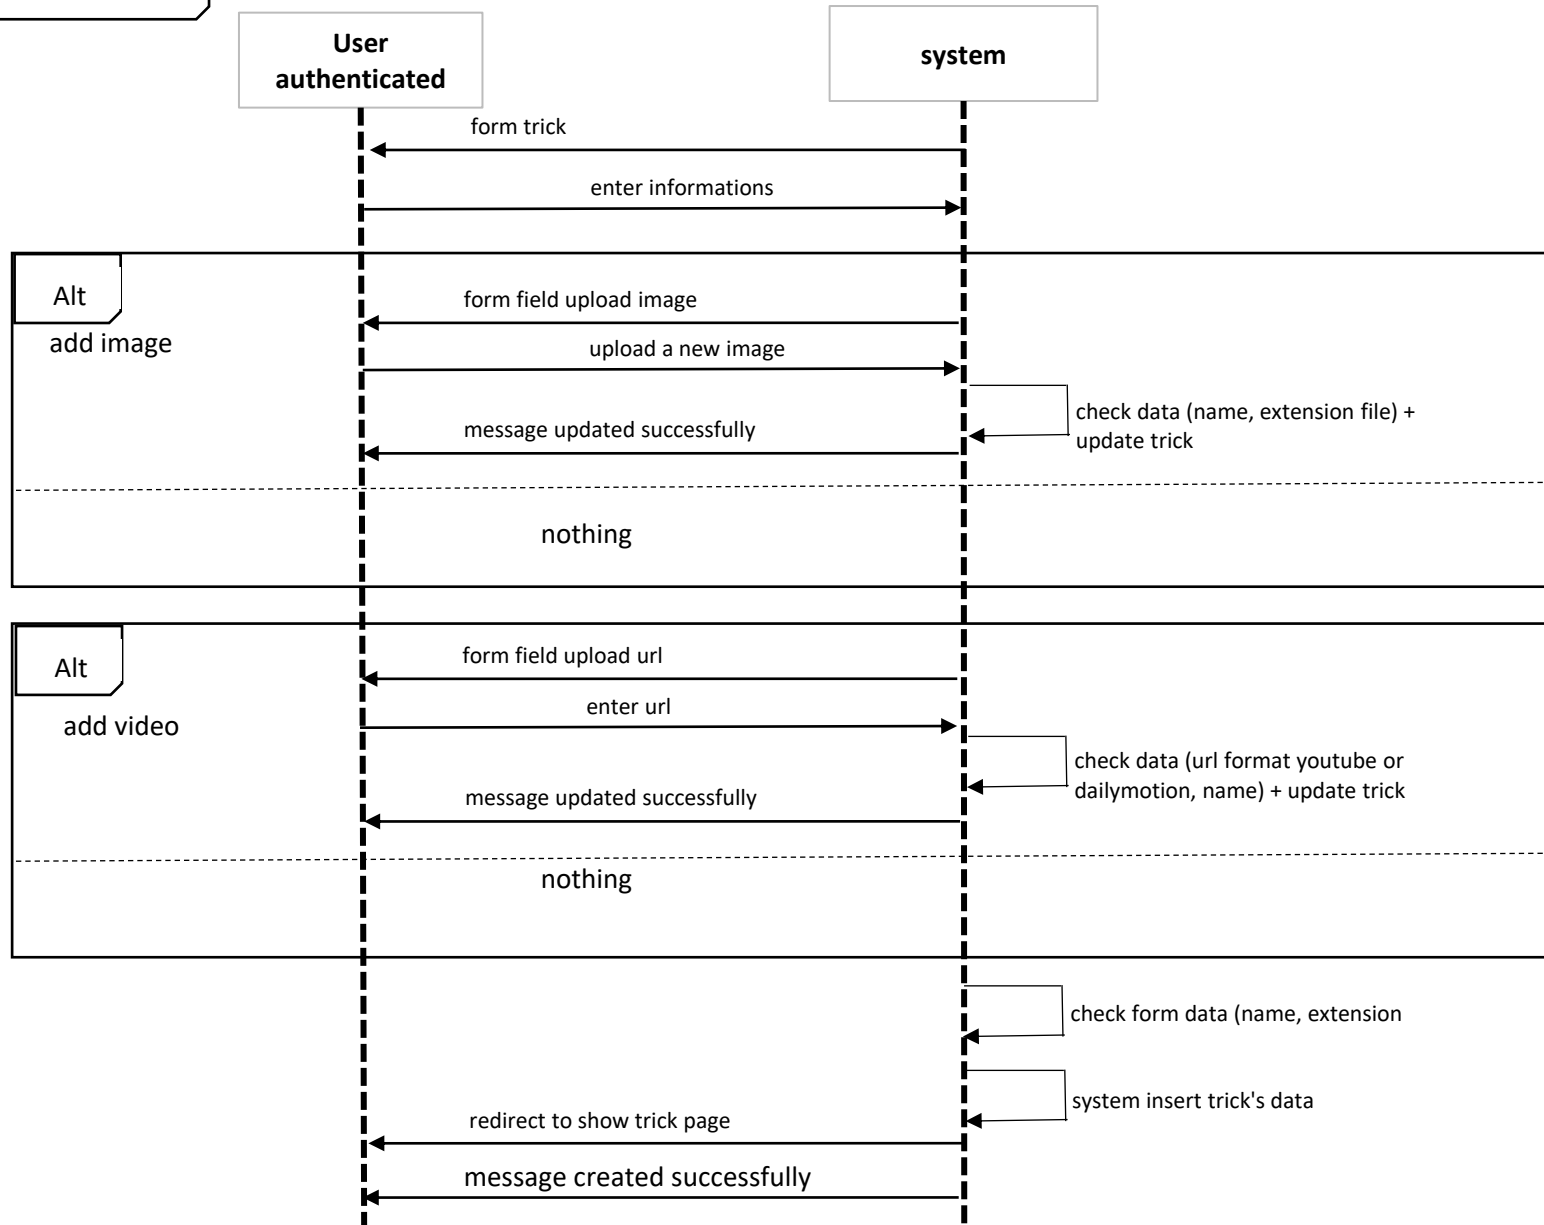 User
authenticated
system
form trick
enter informations
Alt
add image
form field upload image
upload a new image
check data (name, extension file) +
update trick
message updated successfully
nothing
Alt
add video
form field upload url
enter url
check data (url format youtube or
dailymotion, name) + update trick
message updated successfully
nothing
check form data (name, extension
system insert trick's data
redirect to show trick page
message created successfully